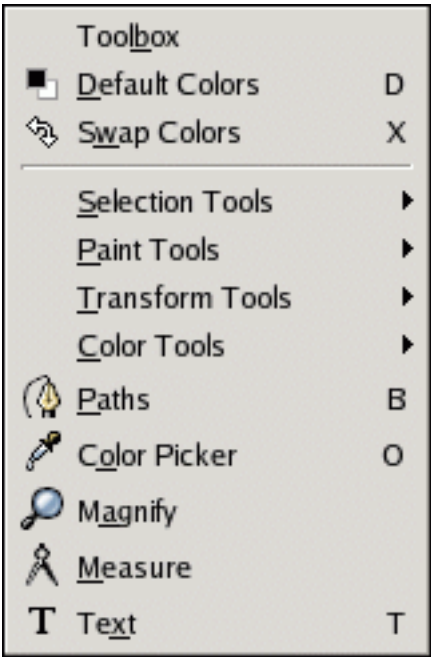 Toolbox
Default Colors D
Swap Colors X
Selection Tools
Paint Tools
Transform Tools
Color Tools
Paths B
Color Picker O
Magnify
Measure
Text T